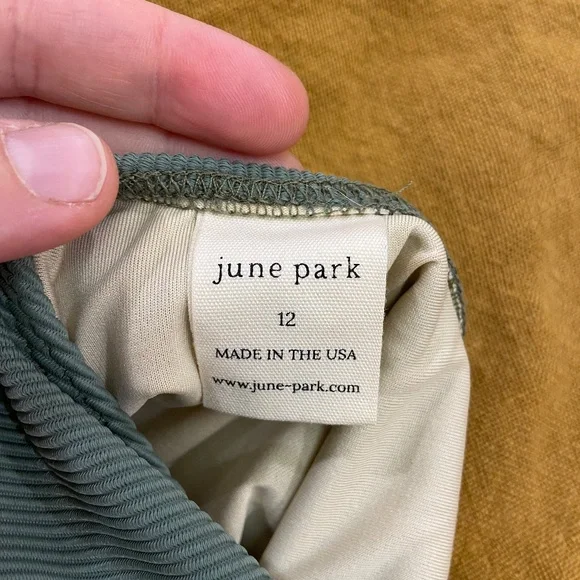 june park
12
MADE IN THE USA
www.june-park.com